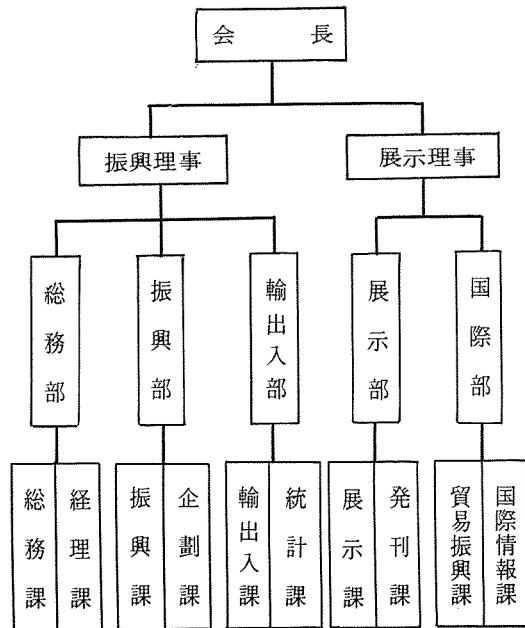 会長
振興理事
展示理事
総務部
振興部
輸出入部
展示部
国際部
総務課
経理課
振興課
企劃課
輸出入課
統計課
展示課
発刊課
貿易振興課
国際情報課